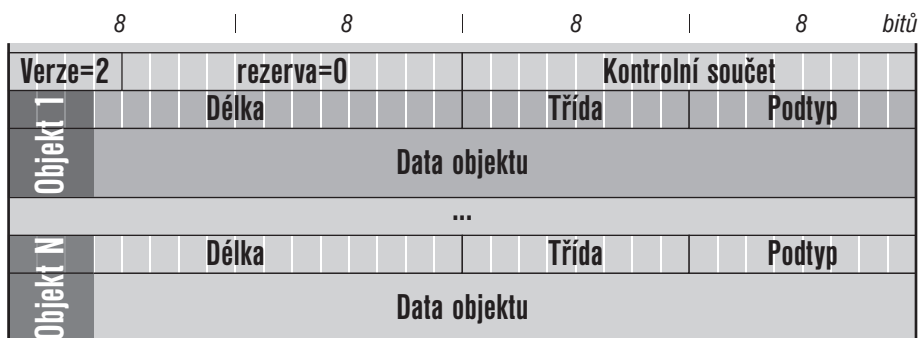 8 8 8 8 bitů
Verze=2 rezerva=0 Kontrolní součet
Objekt 1
Délka Třída Podtyp
Data objektu
...
Objekt N
Délka Třída Podtyp
Data objektu